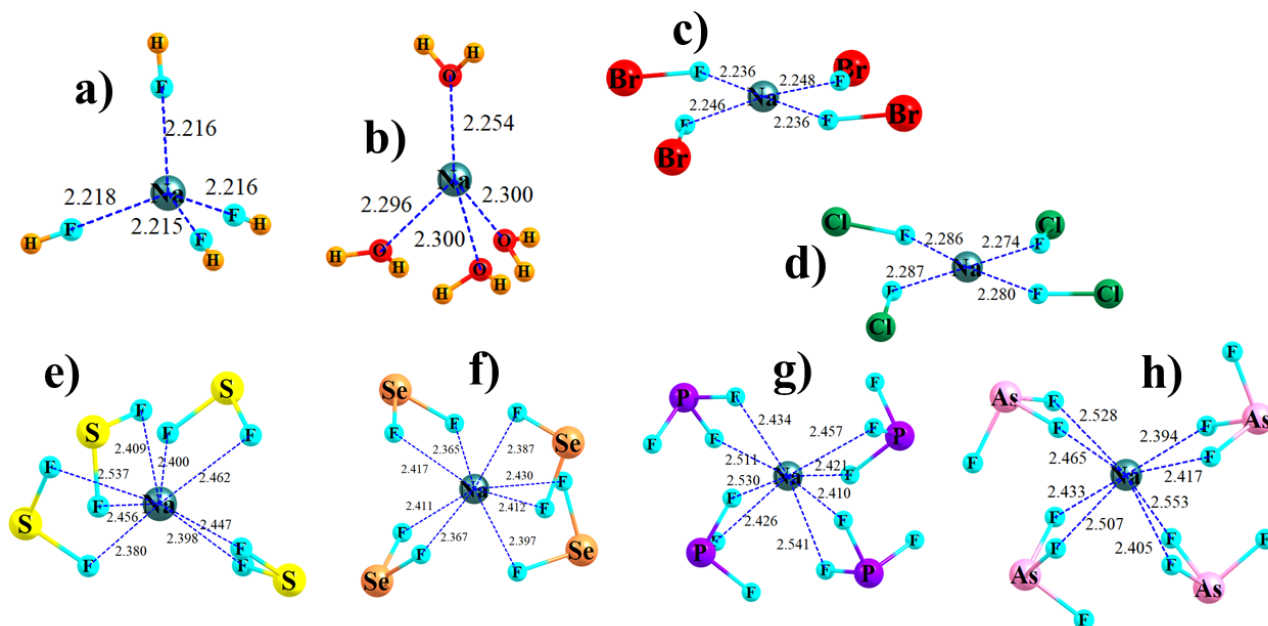 a)
H
F
2.216
2.218
Na
2.216
F
H
F
2.215
F
H
H
b)
H
H
O
2.254
Na
2.296
2.300
2.300
O
H
H
O
H
H
O
H
H
c)
Br
F
2.236
2.248
Br
F
Na
2.246
2.236
F
F
Br
Br
d)
Cl
F
2.286
2.274
Cl
F
Na
2.287
2.280
F
F
Cl
Cl
e)
S
S
F
F
F
2.409
2.400
2.462
F
2.537
F
Na
2.456
2.447
2.398
S
F
2.380
F
F
S
f)
Se
F
F
F
2.365
2.387
Se
2.417
2.430
Na
F
2.411
2.412
F
F
F
2.367
2.397
Se
F
Se
g)
P
F
F
2.434
2.457
F
P
F
F
2.511
2.421
F
Na
2.530
2.410
F
F
2.426
F
F
P
2.541
F
P
F
h)
F
As
F
2.528
2.394
F
As
F
2.465
2.417
F
F
Na
2.433
2.553
F
2.507
F
F
2.405
F
F
As
As
F